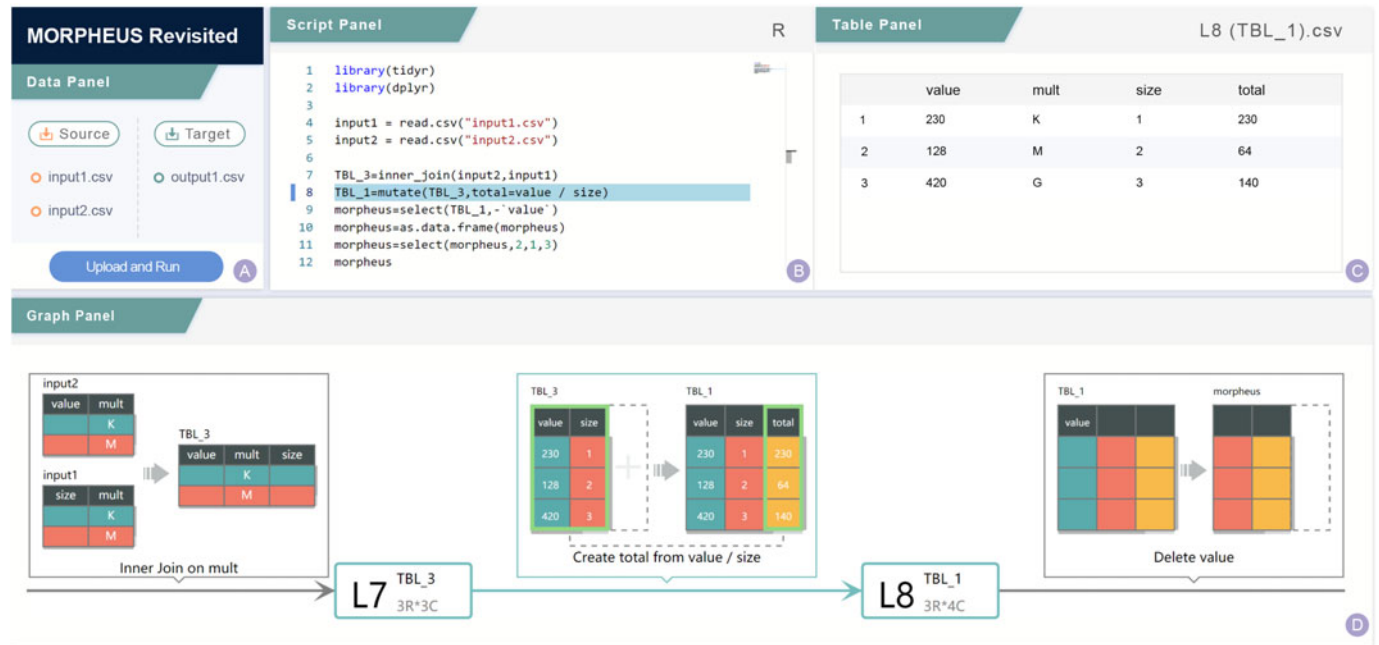 MORPHEUS Revisited
Data Panel
Source Target
input1.csv output1.csv
input2.csv
Upload and Run
A
Script Panel R
1 library(tidyr)
2 library(dplyr)
3
4 input1 = read.csv("input1.csv")
5 input2 = read.csv("input2.csv")
6
7 TBL_3=inner_join(input2,input1)
8 TBL_1=mutate(TBL_3,total=value / size)
9 morpheus=select(TBL_1,-`value`)
10 morpheus=as.data.frame(morpheus)
11 morpheus=select(morpheus,2,1,3)
12 morpheus
B
Table Panel L8 (TBL_1).csv
value mult size total
1 230 K 1 230
2 128 M 2 64
3 420 G 3 140
C
Graph Panel
input2
value mult
K
M
input1
size mult
K
M
TBL_3
value mult size
K
M
Inner Join on mult
L7 TBL_3
3R*3C
TBL_3
value size
230 1
128 2
420 3
TBL_1
value size total
230 1 230
128 2 64
420 3 140
Create total from value / size
L8 TBL_1
3R*4C
TBL_1
value
morpheus
Delete value
D